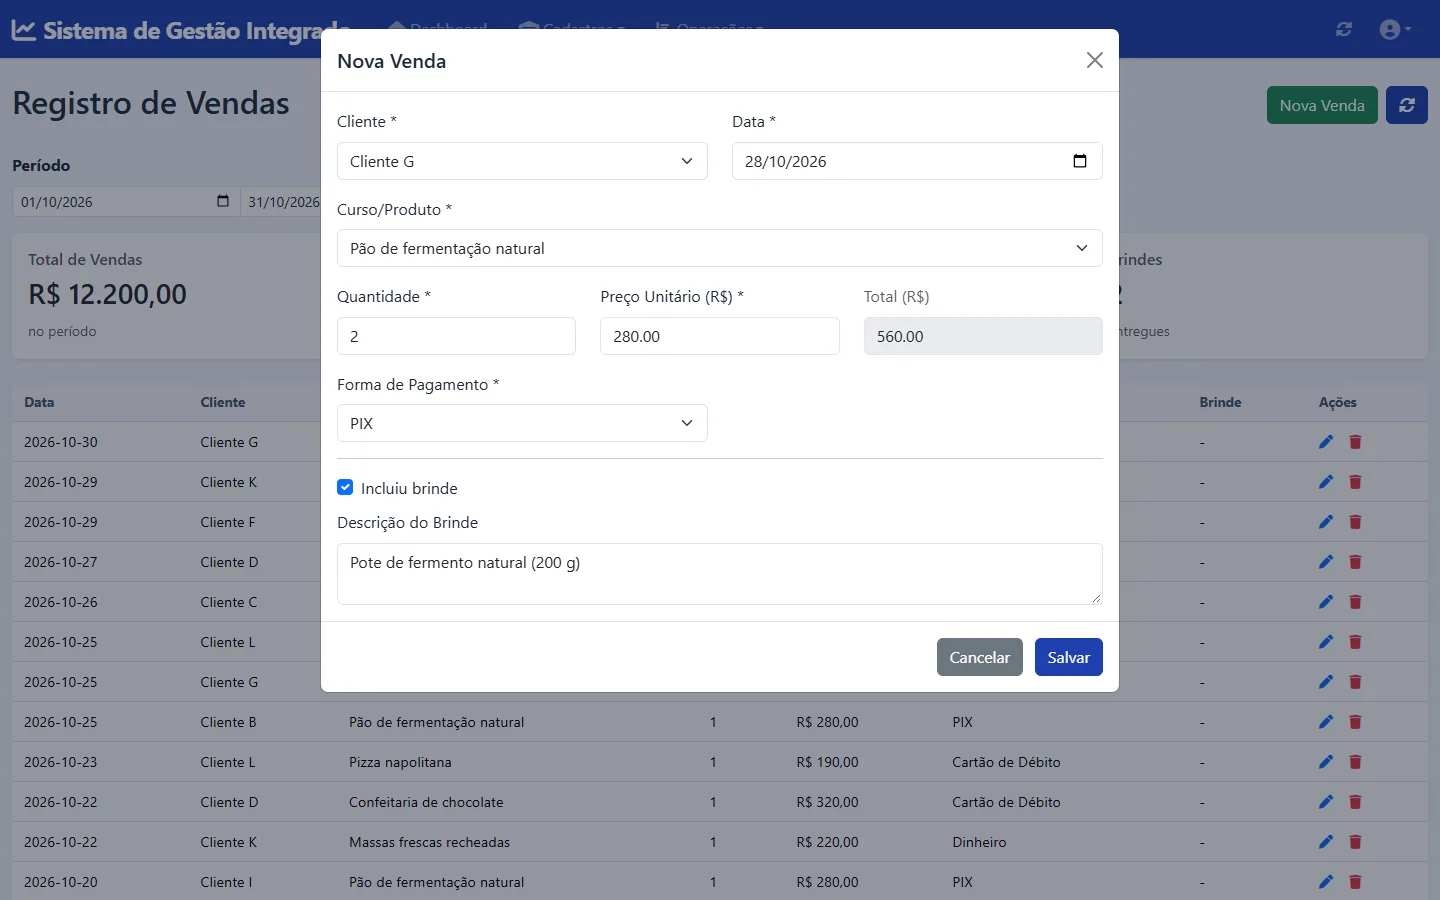 Sistema de Gestão Integrado
Dashboard
Cadastros
Operações
Registro de Vendas
Nova Venda
Período
01/10/2026
31/10/2026
Total de Vendas
R$ 12.200,00
no período
Nova Venda
Cliente *
Cliente G
Data *
28/10/2026
Curso/Produto *
Pão de fermentação natural
Quantidade *
2
Preço Unitário (R$) *
280.00
Total (R$)
560.00
Forma de Pagamento *
PIX
Incluiu brinde
Descrição do Brinde
Pote de fermento natural (200 g)
Cancelar
Salvar
Data Cliente Brinde Ações
2026-10-30 Cliente G -
2026-10-29 Cliente K -
2026-10-29 Cliente F -
2026-10-27 Cliente D -
2026-10-26 Cliente C -
2026-10-25 Cliente L -
2026-10-25 Cliente G -
2026-10-25 Cliente B Pão de fermentação natural 1 R$ 280,00 PIX -
2026-10-23 Cliente L Pizza napolitana 1 R$ 190,00 Cartão de Débito -
2026-10-22 Cliente D Confeitaria de chocolate 1 R$ 320,00 Cartão de Débito -
2026-10-22 Cliente K Massas frescas recheadas 1 R$ 220,00 Dinheiro -
2026-10-20 Cliente I Pão de fermentação natural 1 R$ 280,00 PIX -